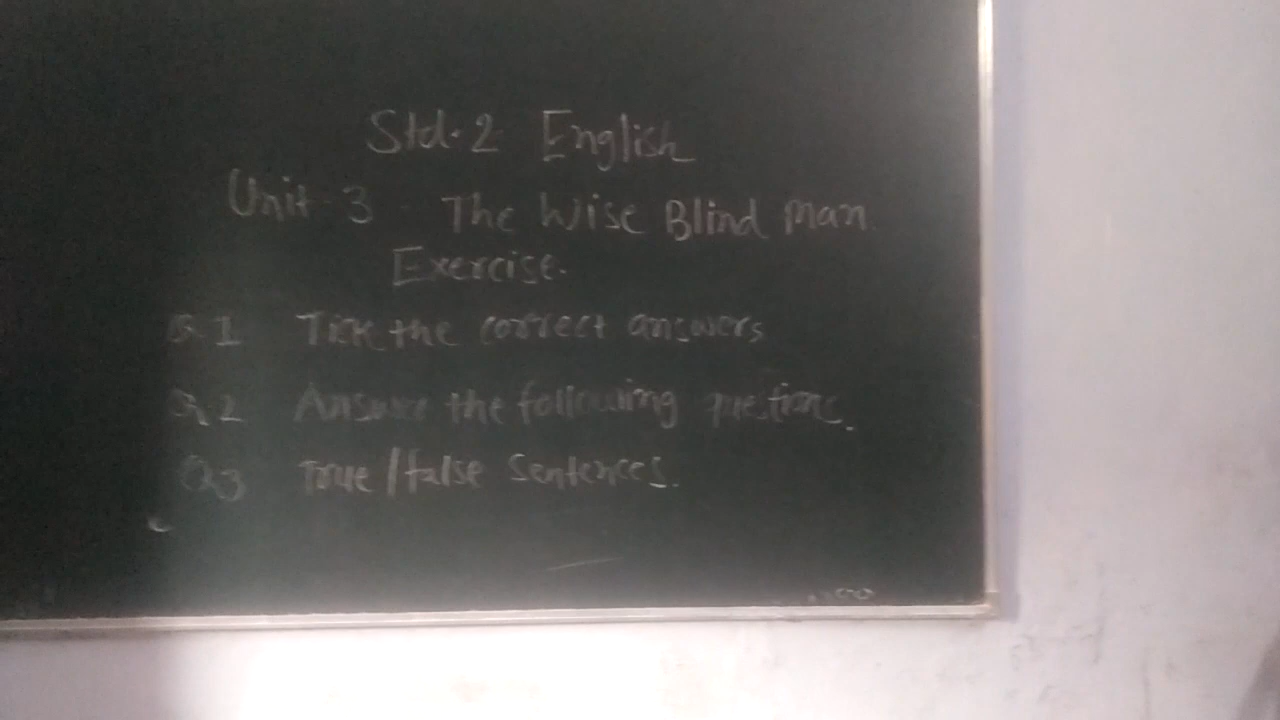 Std. 2 English
Unit 3 The Wise Blind Man.
Exercise.
Q.1 Tick the correct answers
Q.2 Answer the following questions.
Q.3 True/false sentences.